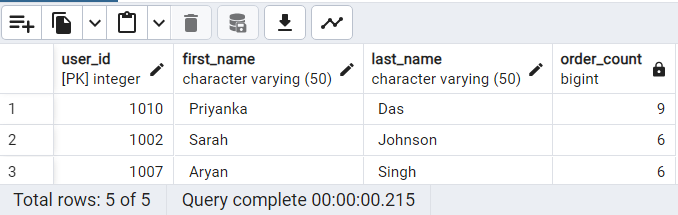 user_id first_name last_name order_count
[PK] integer character varying (50) character varying (50) bigint
1 1010 Priyanka Das 9
2 1002 Sarah Johnson 6
3 1007 Aryan Singh 6
Total rows: 5 of 5 Query complete 00:00:00.215